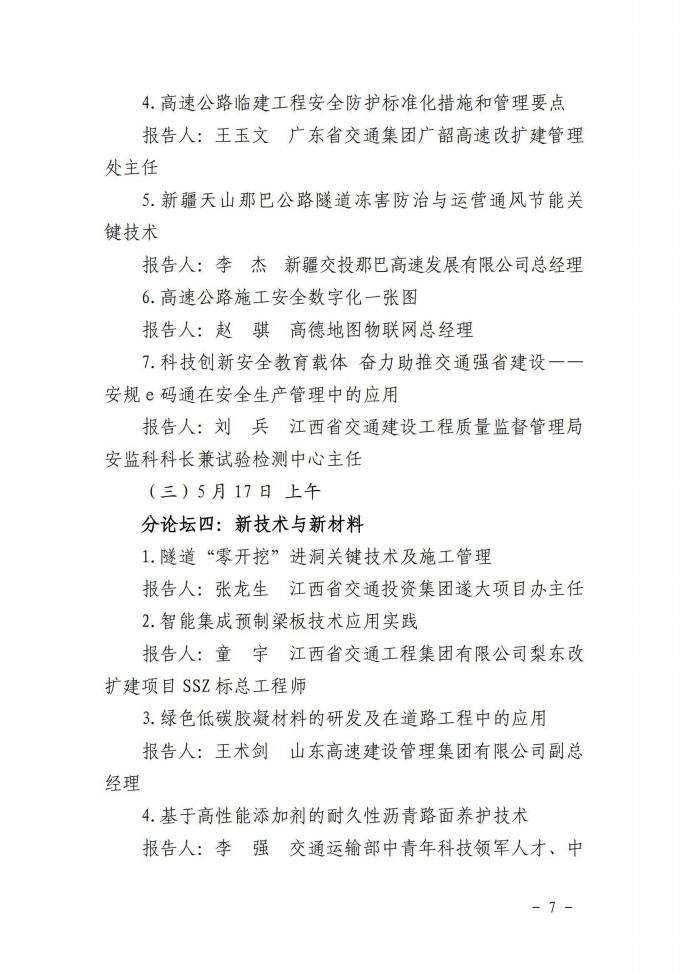 4.高速公路临建工程安全防护标准化措施和管理要点
报告人：王玉文 广东省交通集团广韶高速改扩建管理
处主任
5.新疆天山那巴公路隧道冻害防治与运营通风节能关
键技术
报告人：李 杰 新疆交投那巴高速发展有限公司总经理
6.高速公路施工安全数字化一张图
报告人：赵 骐 高德地图物联网总经理
7.科技创新安全教育载体 奋力助推交通强省建设——
安规e码通在安全生产管理中的应用
报告人：刘 兵 江西省交通建设工程质量监督管理局
安监科科长兼试验检测中心主任
（三）5月17日 上午
分论坛四：新技术与新材料
1.隧道“零开挖”进洞关键技术及施工管理
报告人：张龙生 江西省交通投资集团遂大项目办主任
2.智能集成预制梁板技术应用实践
报告人：童 宇 江西省交通工程集团有限公司梨东改
扩建项目SSZ标总工程师
3.绿色低碳胶凝材料的研发及在道路工程中的应用
报告人：王术剑 山东高速建设管理集团有限公司副总
经理
4.基于高性能添加剂的耐久性沥青路面养护技术
报告人：李 强 交通运输部中青年科技领军人才、中
- 7 -